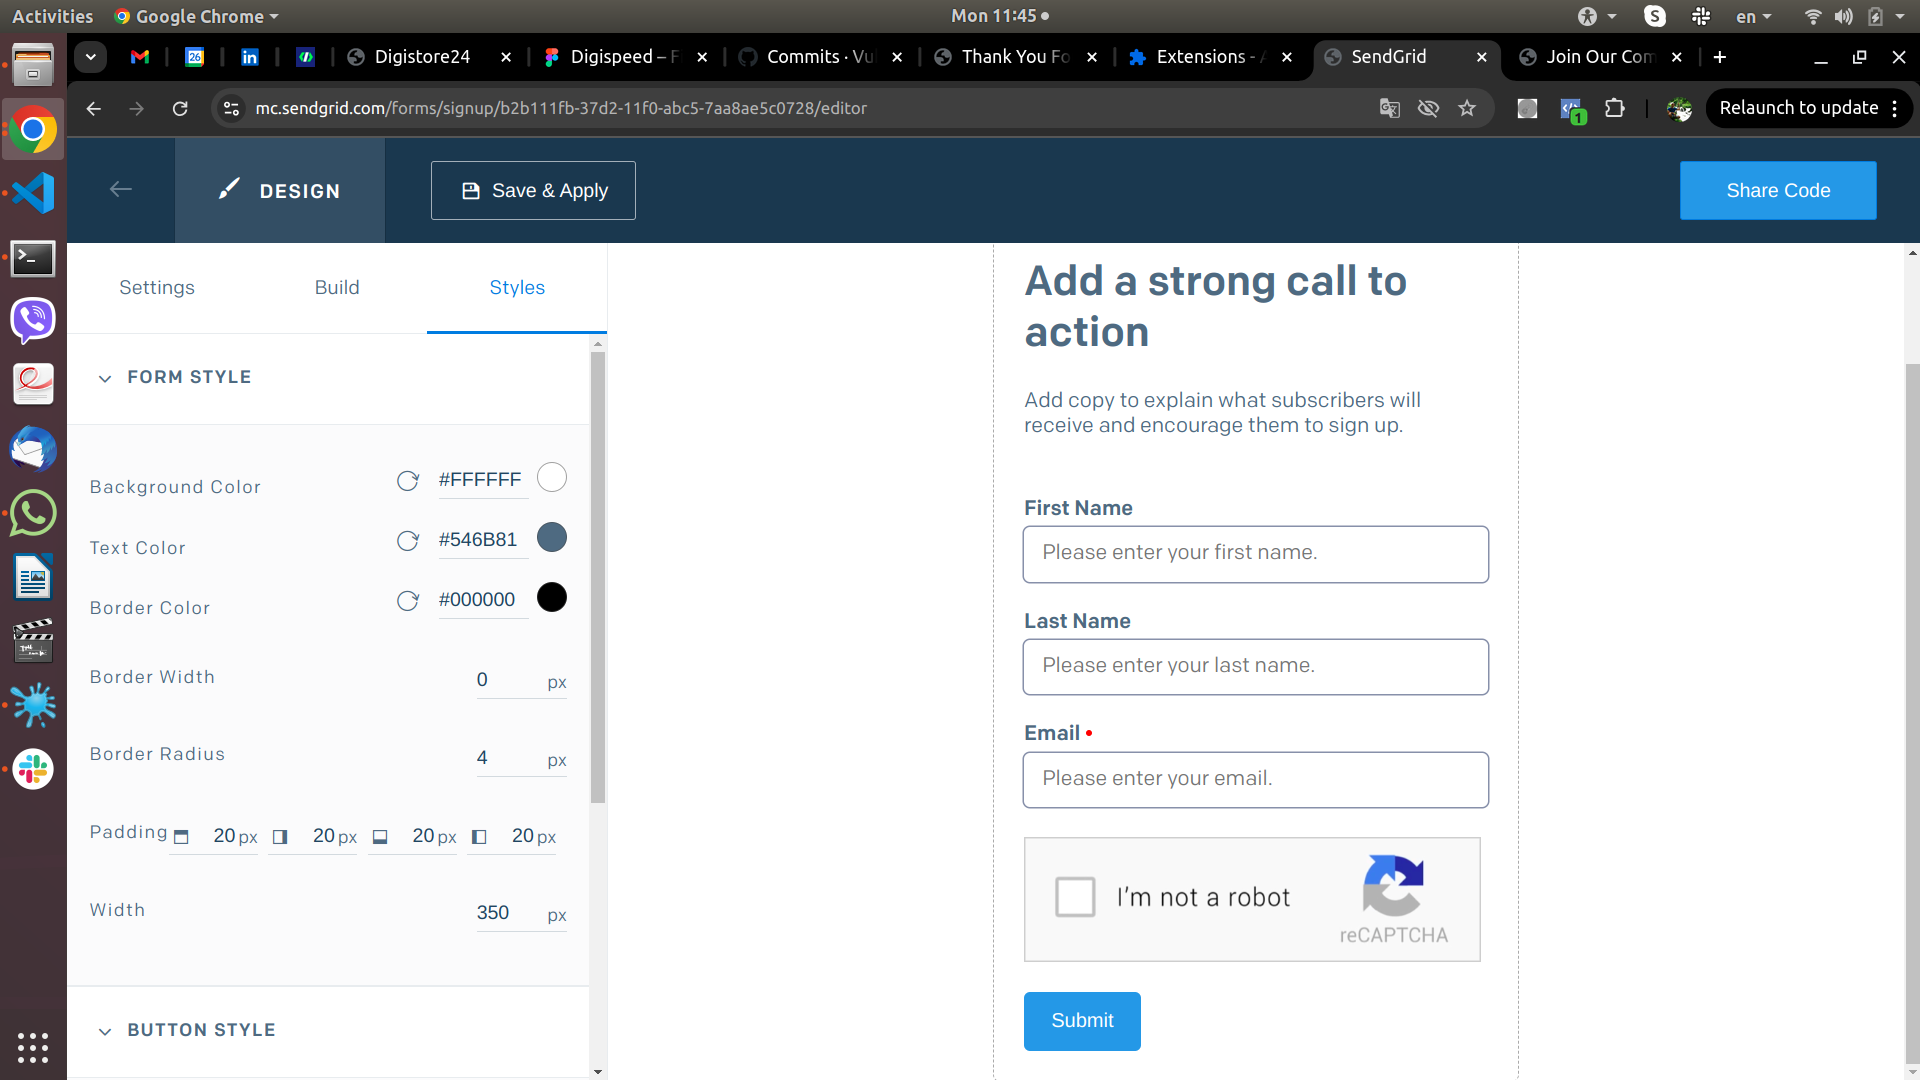 Activities
Google Chrome
Mon 11:45
en
26
Digistore24
Digispeed – F
Commits · Vul
Thank You Fo
Extensions - A
SendGrid
Join Our Com
mc.sendgrid.com/forms/signup/b2b111fb-37d2-11f0-abc5-7aa8ae5c0728/editor
1
Relaunch to update
DESIGN
Save & Apply
Share Code
Settings
Build
Styles
FORM STYLE
Background Color
#FFFFFF
Text Color
#546B81
Border Color
#000000
Border Width
0 px
Border Radius
4 px
Padding 20 px 20 px 20 px 20 px
Width
350 px
BUTTON STYLE
Add a strong call to
action
Add copy to explain what subscribers will
receive and encourage them to sign up.
First Name
Please enter your first name.
Last Name
Please enter your last name.
Email
Please enter your email.
I'm not a robot
reCAPTCHA
Submit